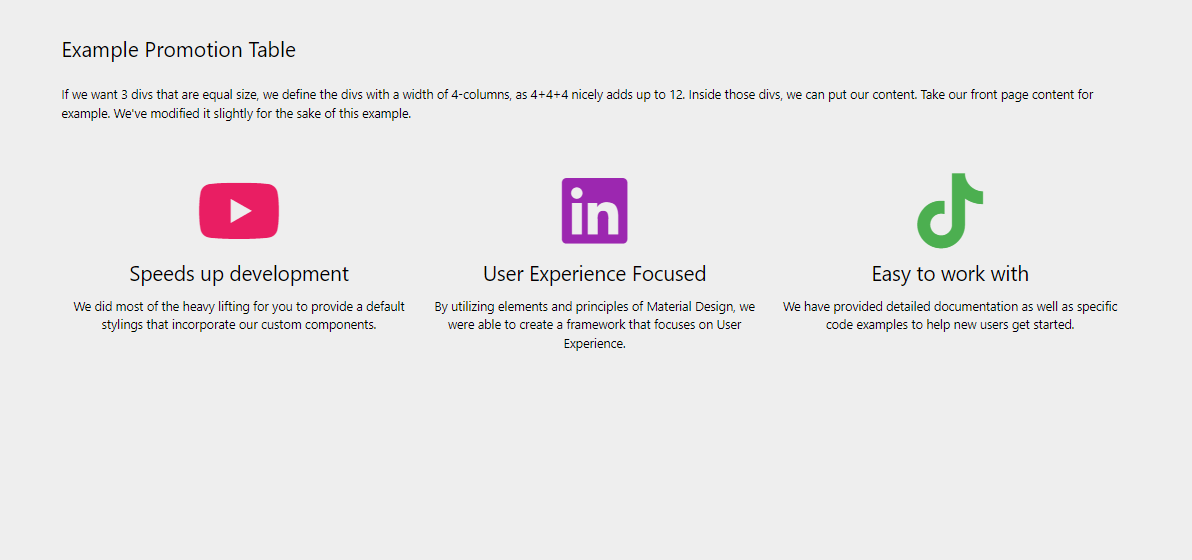 Example Promotion Table
If we want 3 divs that are equal size, we define the divs with a width of 4-columns, as 4+4+4 nicely adds up to 12. Inside those divs, we can put our content. Take our front page content for
example. We've modified it slightly for the sake of this example.
in
Speeds up development
We did most of the heavy lifting for you to provide a default
stylings that incorporate our custom components.
User Experience Focused
By utilizing elements and principles of Material Design, we
were able to create a framework that focuses on User
Experience.
Easy to work with
We have provided detailed documentation as well as specific
code examples to help new users get started.